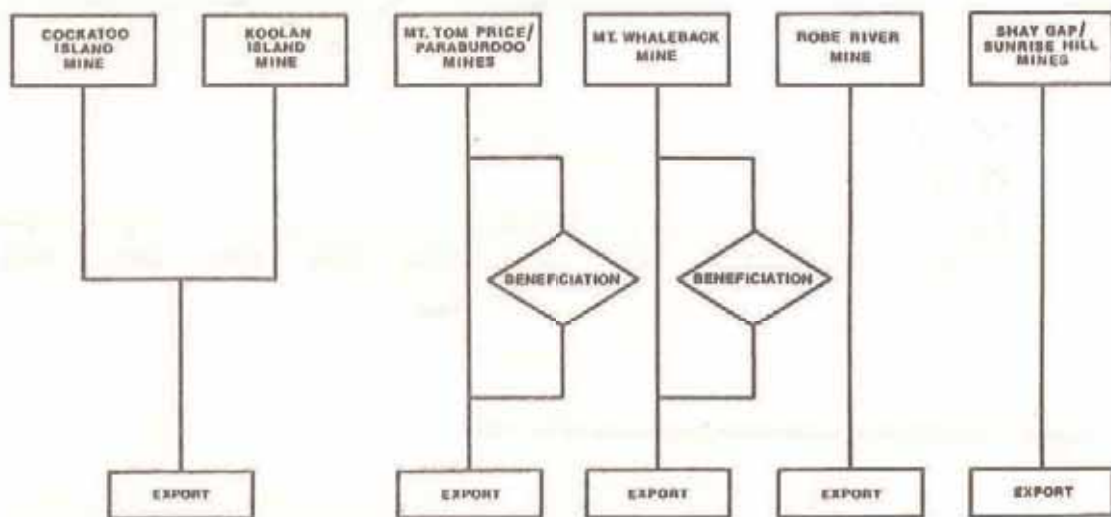 COCKATOO
ISLAND
MINE
KOOLAN
ISLAND
MINE
MT. TOM PRICE/
PARABURDOO
MINES
MT. WHALEBACK
MINE
ROBE RIVER
MINE
SHAY GAP/
SUNRISE HILL
MINES
BENEFICIATION
BENEFICIATION
EXPORT
EXPORT
EXPORT
EXPORT
EXPORT